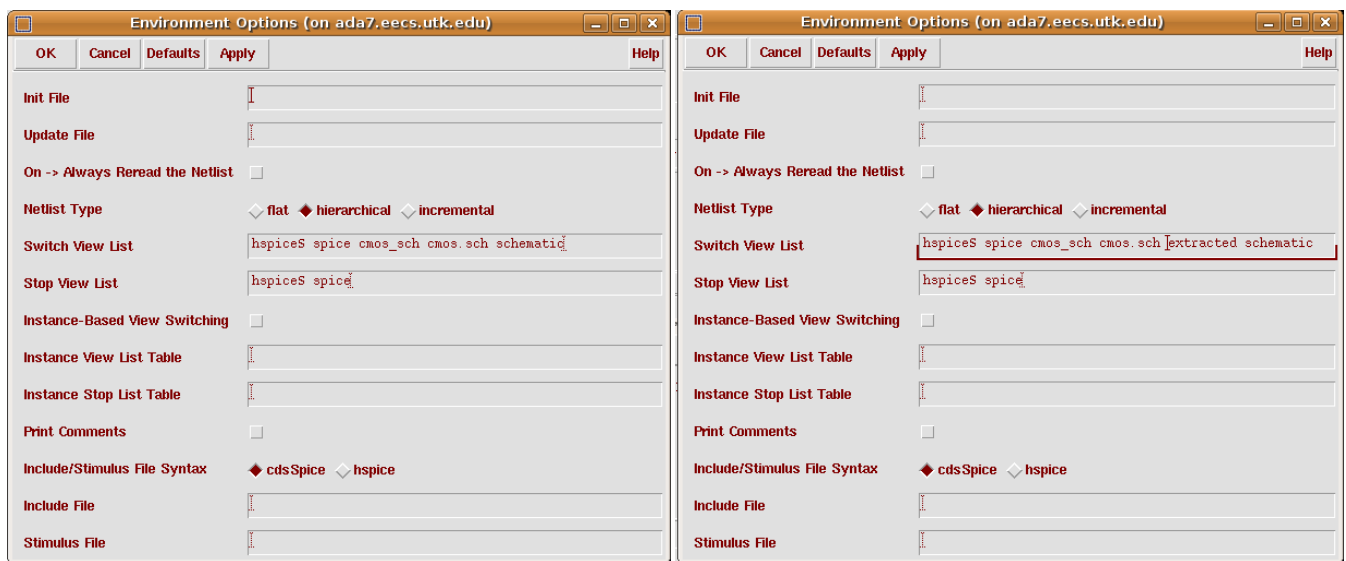 Environment Options (on ada7.eecs.utk.edu)
OK Cancel Defaults Apply Help
Init File
Update File
On -> Always Reread the Netlist
Netlist Type flat hierarchical incremental
Switch View List hspiceS spice cmos_sch cmos.sch schematic
Stop View List hspiceS spice
Instance-Based View Switching
Instance View List Table
Instance Stop List Table
Print Comments
Include/Stimulus File Syntax cdsSpice hspice
Include File
Stimulus File
Environment Options (on ada7.eecs.utk.edu)
OK Cancel Defaults Apply Help
Init File
Update File
On -> Always Reread the Netlist
Netlist Type flat hierarchical incremental
Switch View List hspiceS spice cmos_sch cmos.sch extracted schematic
Stop View List hspiceS spice
Instance-Based View Switching
Instance View List Table
Instance Stop List Table
Print Comments
Include/Stimulus File Syntax cdsSpice hspice
Include File
Stimulus File